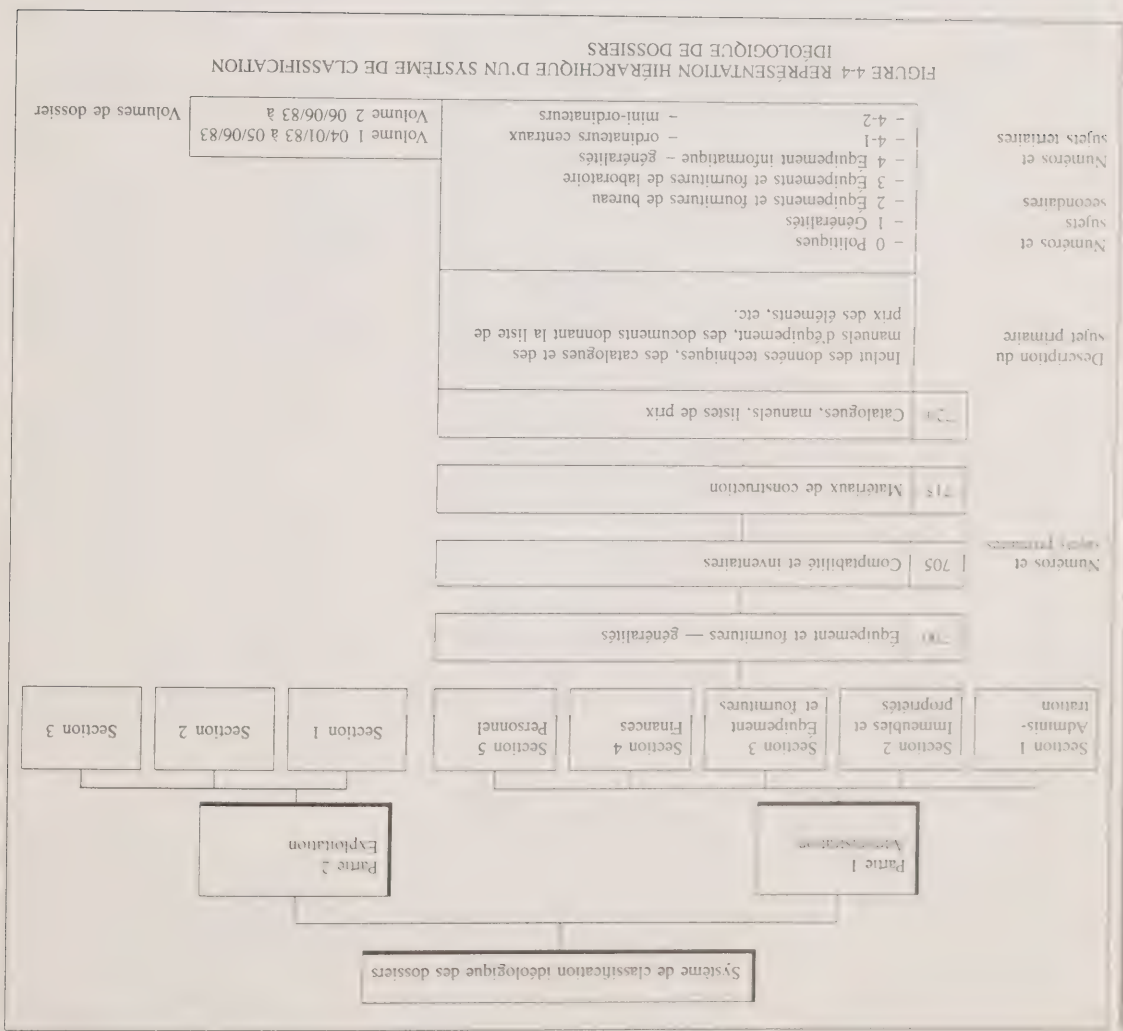 Système de classification idéologique des dossiers
Partie 1
Partie 2
Exploitation
Section 1
Adminis-
tration
Section 2
Immeubles et
propriétés
Section 3
Équipement
et fournitures
Section 4
Finances
Section 5
Personnel
Section 1
Section 2
Section 3
Équipement et fournitures — généralités
Numéros et
sujets primaires
705 Comptabilité et inventaires
715 Matériaux de construction
Catalogues, manuels, listes de prix
Description du
sujet primaire
Inclut des données techniques, des catalogues et des
manuels d'équipement, des documents donnant la liste de
prix des éléments, etc.
Numéros et
sujets
secondaires
- 0 Politiques
- 1 Généralités
- 2 Équipements et fournitures de bureau
- 3 Équipements et fournitures de laboratoire
Numéros et
sujets tertiaires
- 4 Équipement informatique - généralités
- 4-1 - ordinateurs centraux
- 4-2 - mini-ordinateurs
Volume 1 04/01/83 à 05/06/83
Volume 2 06/06/83 à
Volumes de dossier
FIGURE 4-4 REPRÉSENTATION HIÉRARCHIQUE D'UN SYSTÈME DE CLASSIFICATION
IDÉOLOGIQUE DE DOSSIERS